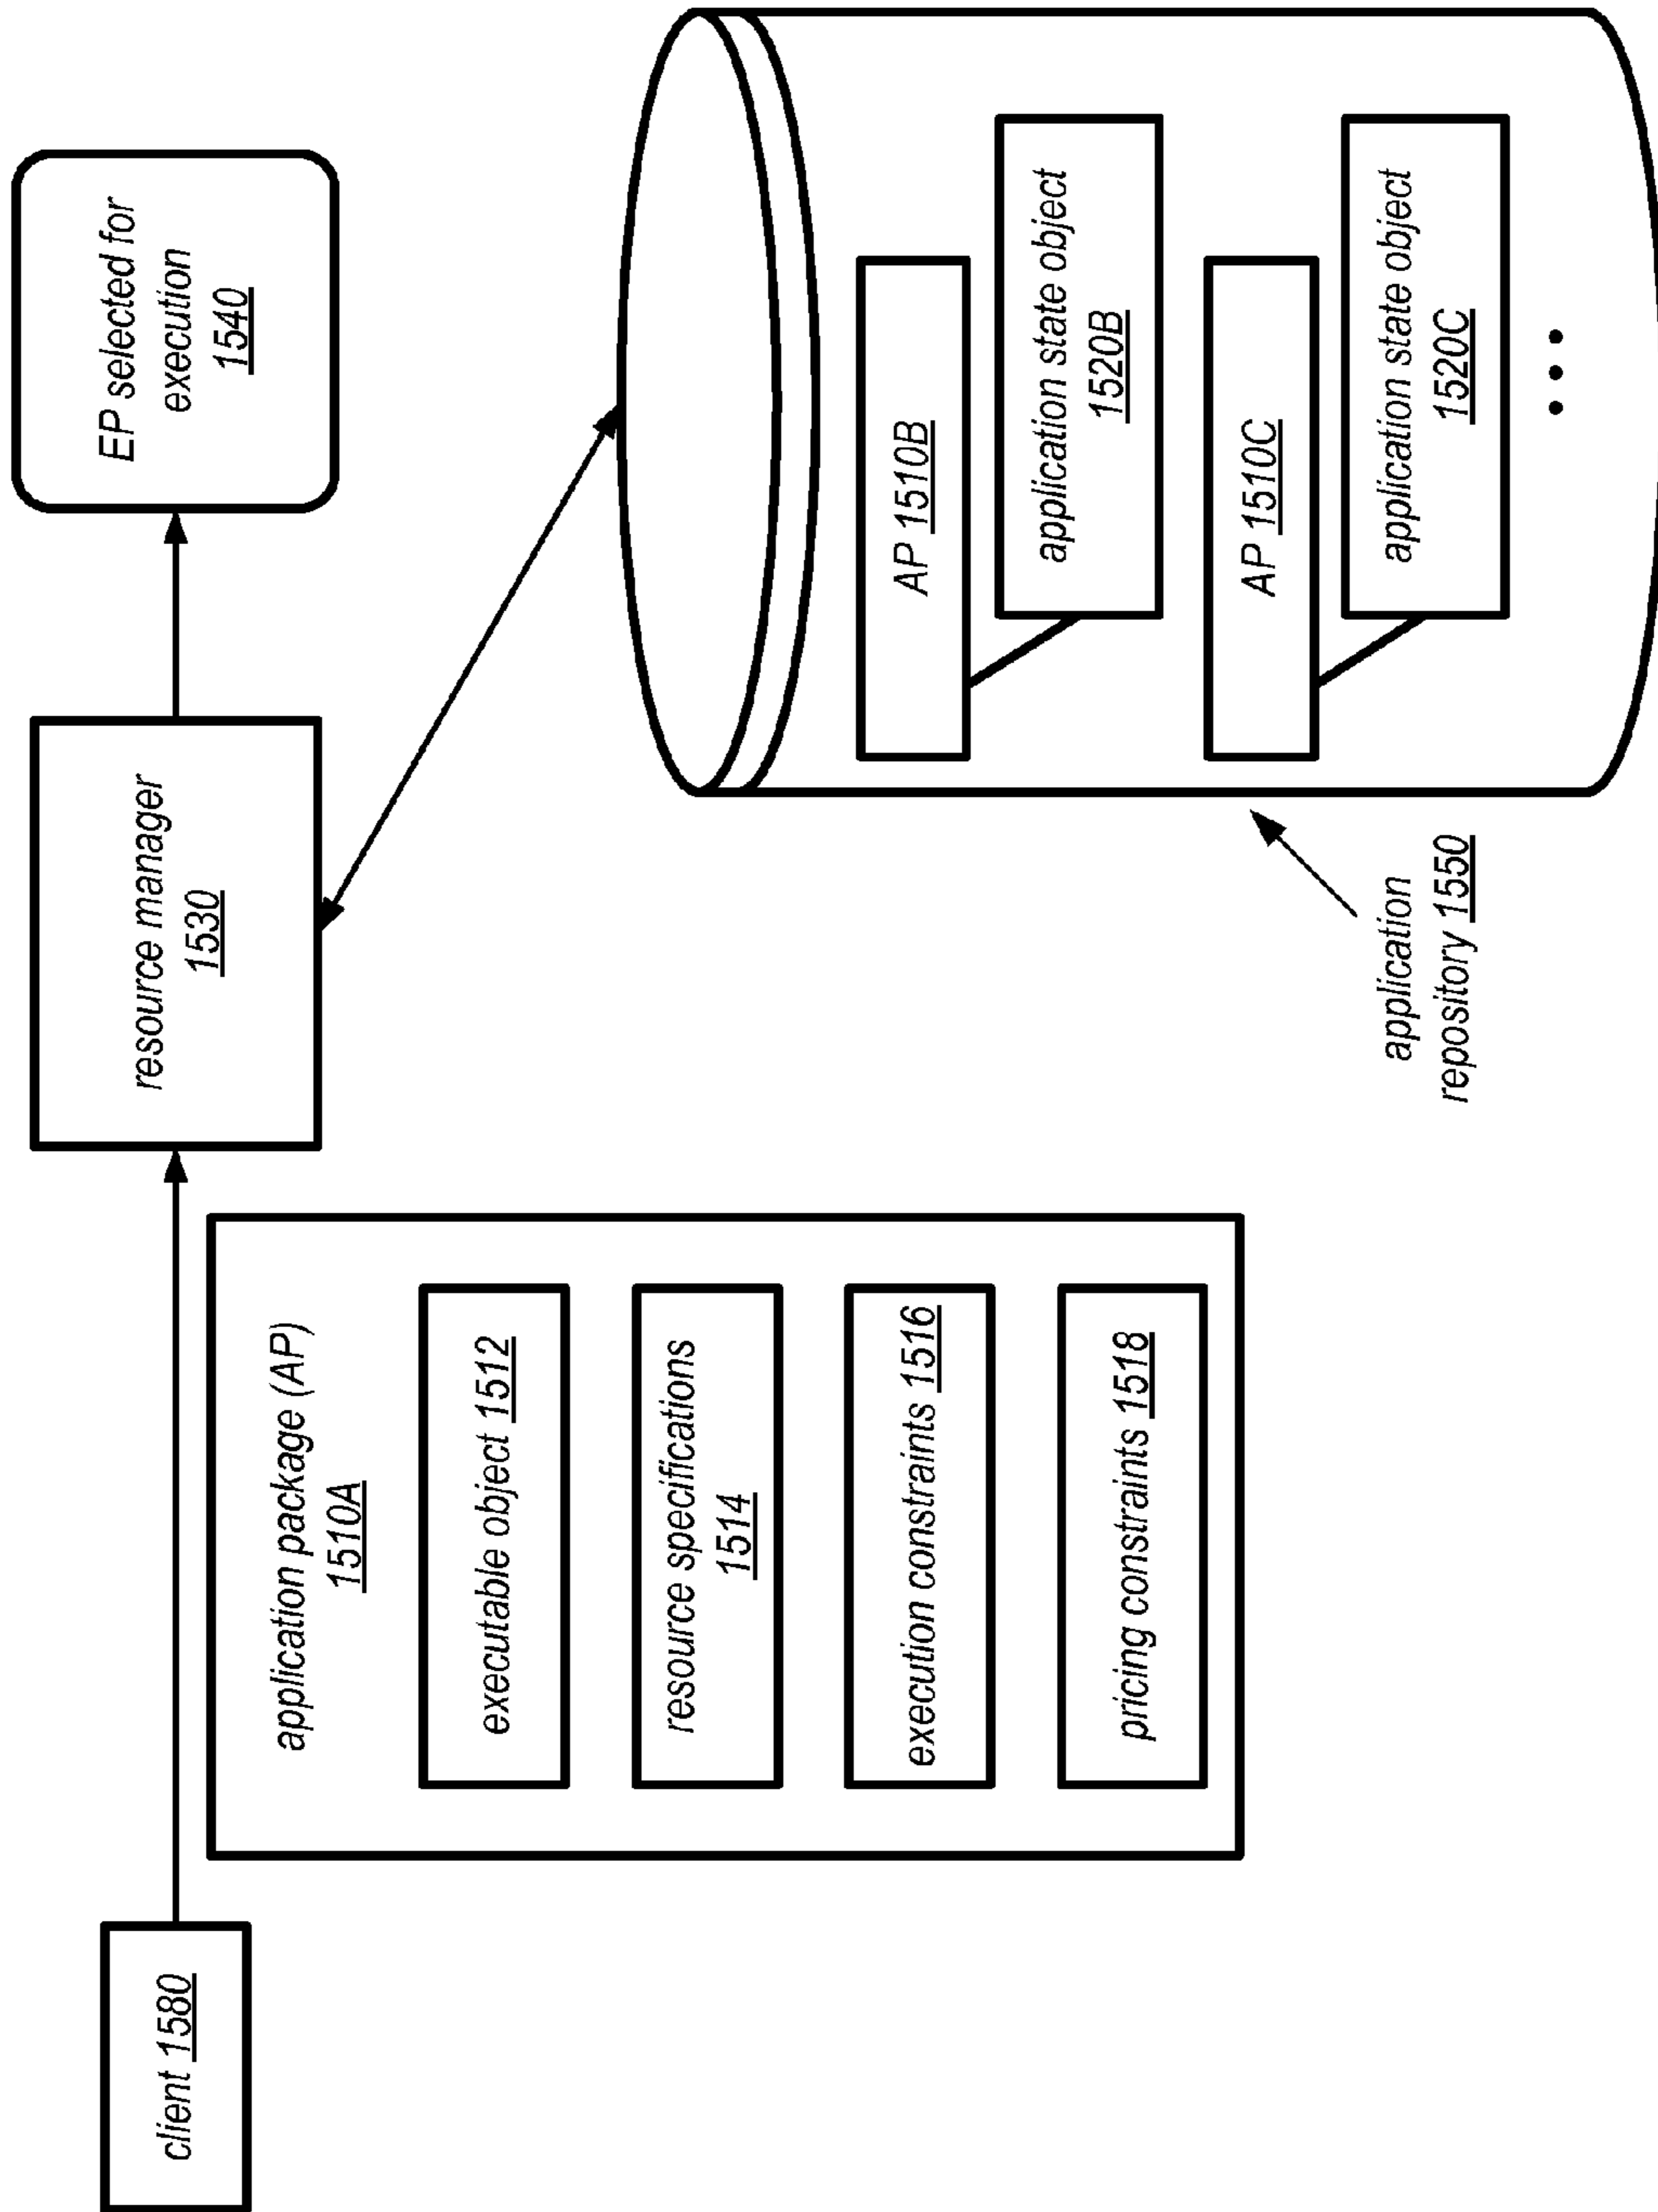 client 1580
resource manager
1530
EP selected for
execution
1540
application package (AP)
1510A
executable object 1512
resource specifications
1514
execution constraints 1516
pricing constraints 1518
application
repository 1550
AP 1510B
application state object
1520B
AP 1510C
application state object
1520C
...